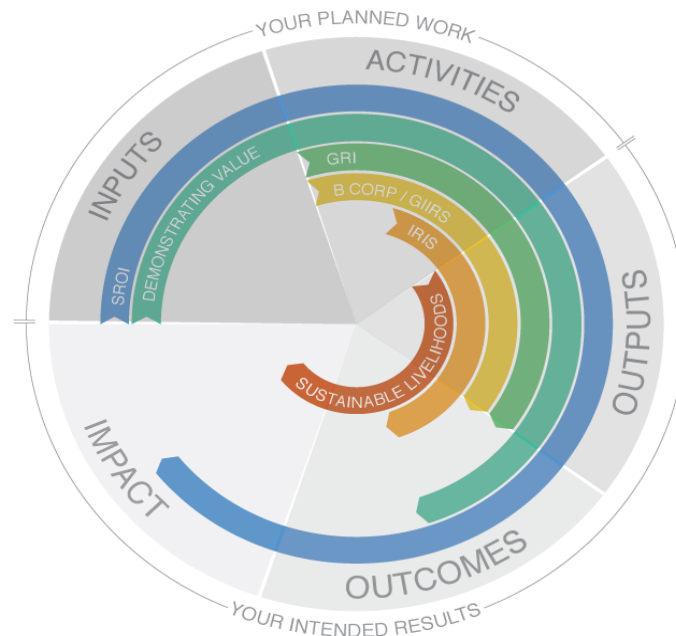 YOUR PLANNED WORK
ACTIVITIES
INPUTS
OUTPUTS
OUTCOMES
IMPACT
SROI
DEMONSTRATING VALUE
GRI
B CORP / GIIRS
IRIS
SUSTAINABLE LIVELIHOODS
YOUR INTENDED RESULTS